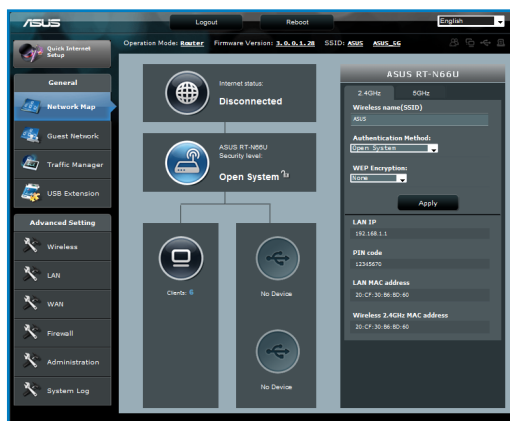 ASUS
Logout
Reboot
English
Quick Internet Setup
Operation Mode: Router Firmware Version: 3.0.0.1.28 SSID: ASUS ASUS_5G
General
Network Map
Guest Network
Traffic Manager
USB Extension
Advanced Setting
Wireless
LAN
WAN
Firewall
Administration
System Log
Internet status:
Disconnected
ASUS RT-N66U
Security level:
Open System
Clients: 6
No Device
No Device
ASUS RT-N66U
2.4GHz
5GHz
Wireless name(SSID)
ASUS
Authentication Method:
Open System
WEP Encryption:
None
Apply
LAN IP
192.168.1.1
PIN code
12345670
LAN MAC address
20:CF:30:B6:BD:60
Wireless 2.4GHz MAC address
20:CF:30:B6:BD:60